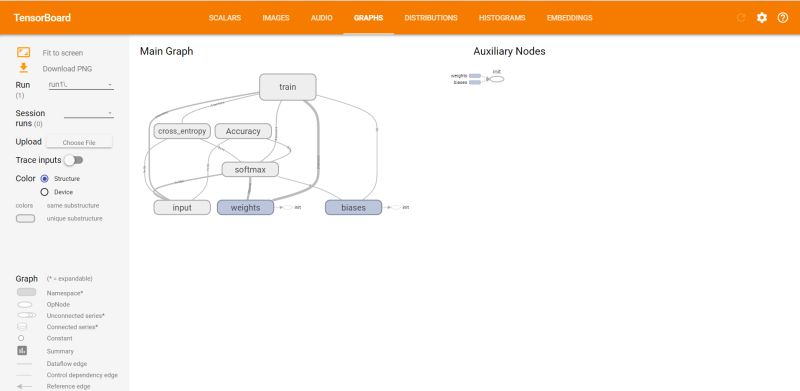 TensorBoard
SCALARS IMAGES AUDIO GRAPHS DISTRIBUTIONS HISTOGRAMS EMBEDDINGS
Fit to screen
Download PNG
Run
(1)
run1\.
Session
runs (0)
Upload
Choose File
Trace inputs
Color
Structure
Device
colors same substructure
unique substructure
Graph (* = expandable)
Namespace*
OpNode
Unconnected series*
Connected series*
Constant
Summary
Dataflow edge
Control dependency edge
Reference edge
Main Graph
train
cross_entropy
Accuracy
softmax
input
weights
init
biases
init
Auxiliary Nodes
weights
biases
init